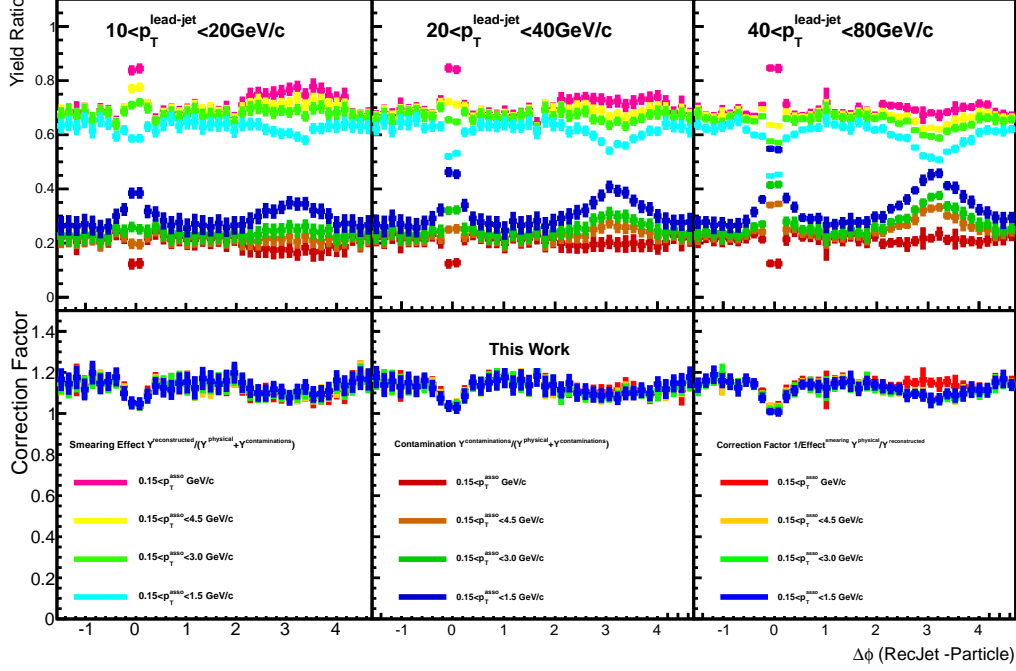 Yield Ratio
1
0.8
0.6
0.4
0.2
0
10<p_T^lead-jet <20GeV/c
20<p_T^lead-jet <40GeV/c
40<p_T^lead-jet <80GeV/c
Correction Factor
1.4
1.2
1
0.8
0.6
0.4
0.2
0
This Work
Smearing Effect Y^reconstructed/(Y^physical+Y^contaminations)
0.15<p_T^asso GeV/c
0.15<p_T^asso<4.5 GeV/c
0.15<p_T^asso<3.0 GeV/c
0.15<p_T^asso<1.5 GeV/c
Contamination Y^contaminations/(Y^physical+Y^contaminations)
0.15<p_T^asso GeV/c
0.15<p_T^asso<4.5 GeV/c
0.15<p_T^asso<3.0 GeV/c
0.15<p_T^asso<1.5 GeV/c
Correction Factor 1/Effect^smearing Y^physical/Y^reconstructed
0.15<p_T^asso GeV/c
0.15<p_T^asso<4.5 GeV/c
0.15<p_T^asso<3.0 GeV/c
0.15<p_T^asso<1.5 GeV/c
-1 0 1 2 3 4
-1 0 1 2 3 4
-1 0 1 2 3 4
Δϕ (RecJet -Particle)